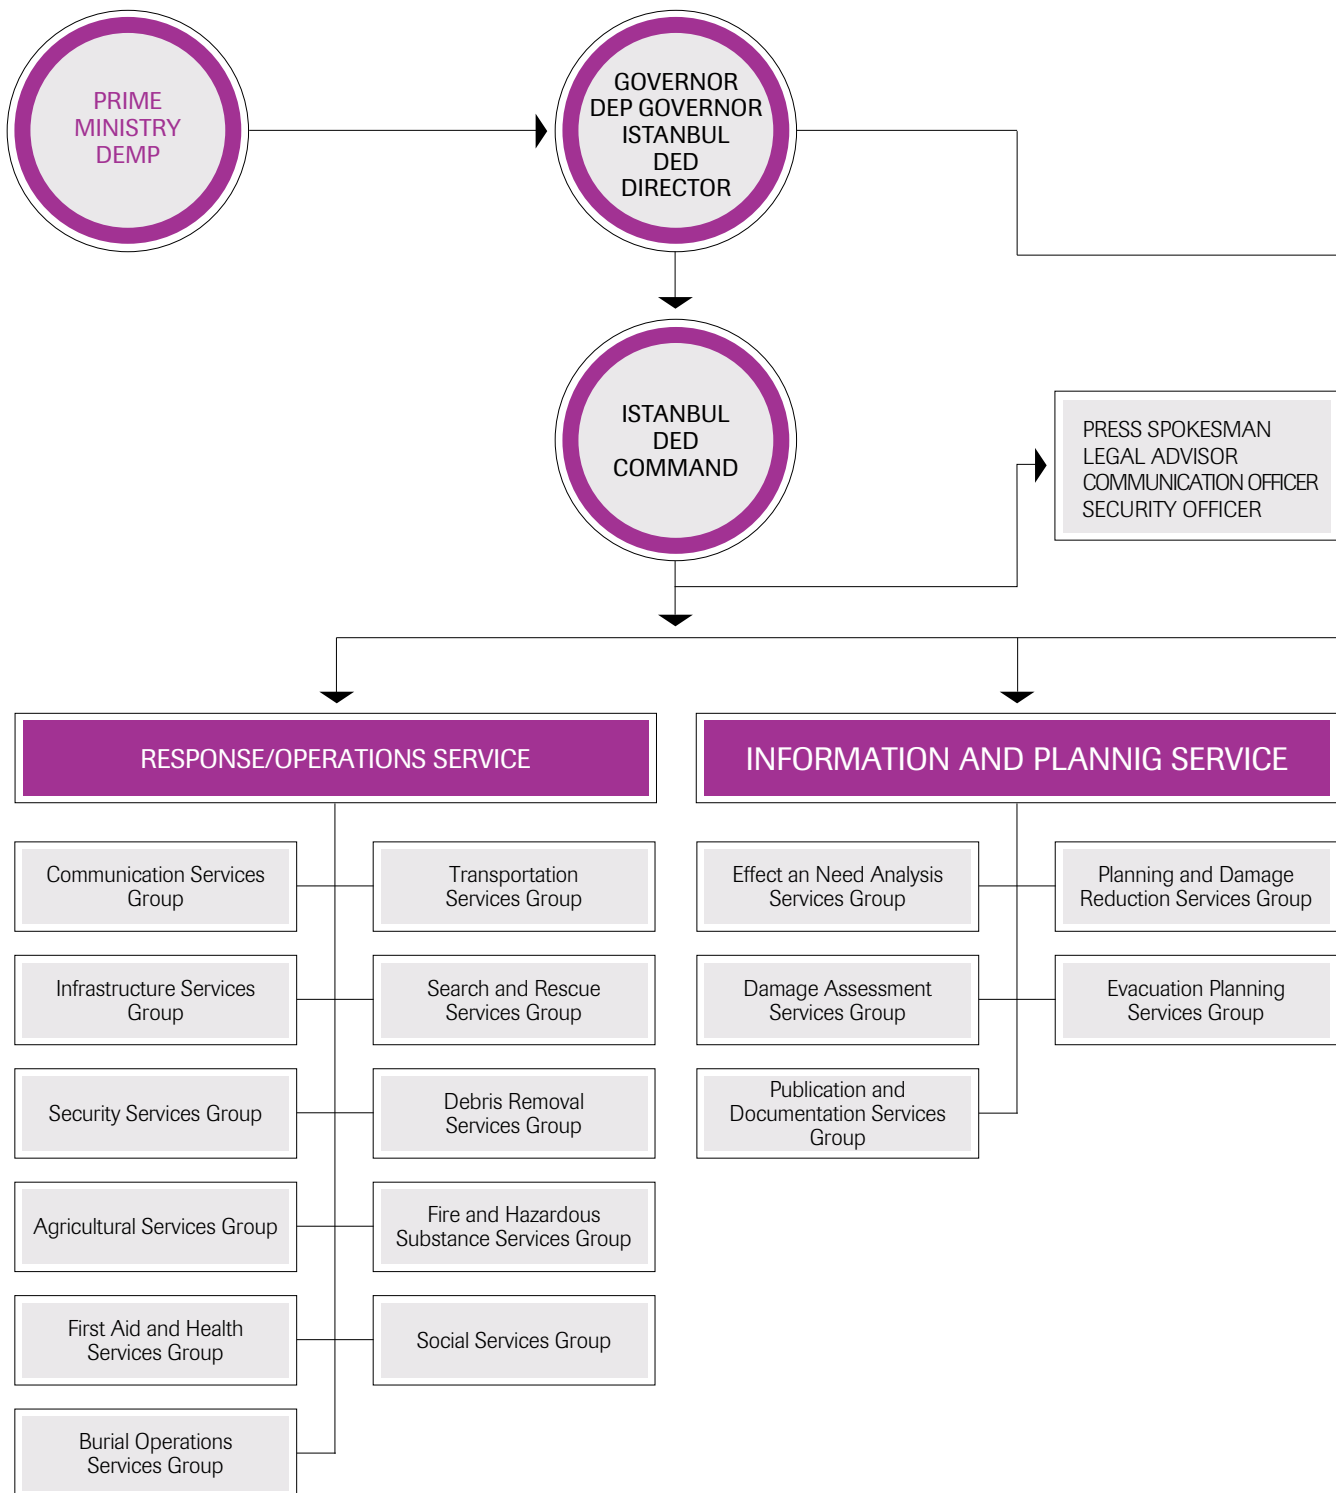 PRIME
MINISTRY
DEMP
GOVERNOR
DEP GOVERNOR
ISTANBUL
DED
DIRECTOR
ISTANBUL
DED
COMMAND
PRESS SPOKESMAN
LEGAL ADVISOR
COMMUNICATION OFFICER
SECURITY OFFICER
RESPONSE/OPERATIONS SERVICE
Communication Services
Group
Transportation
Services Group
Infrastructure Services
Group
Search and Rescue
Services Group
Security Services Group
Debris Removal
Services Group
Agricultural Services Group
Fire and Hazardous
Substance Services Group
First Aid and Health
Services Group
Social Services Group
Burial Operations
Services Group
INFORMATION AND PLANNIG SERVICE
Effect an Need Analysis
Services Group
Planning and Damage
Reduction Services Group
Damage Assessment
Services Group
Evacuation Planning
Services Group
Publication and
Documentation Services
Group